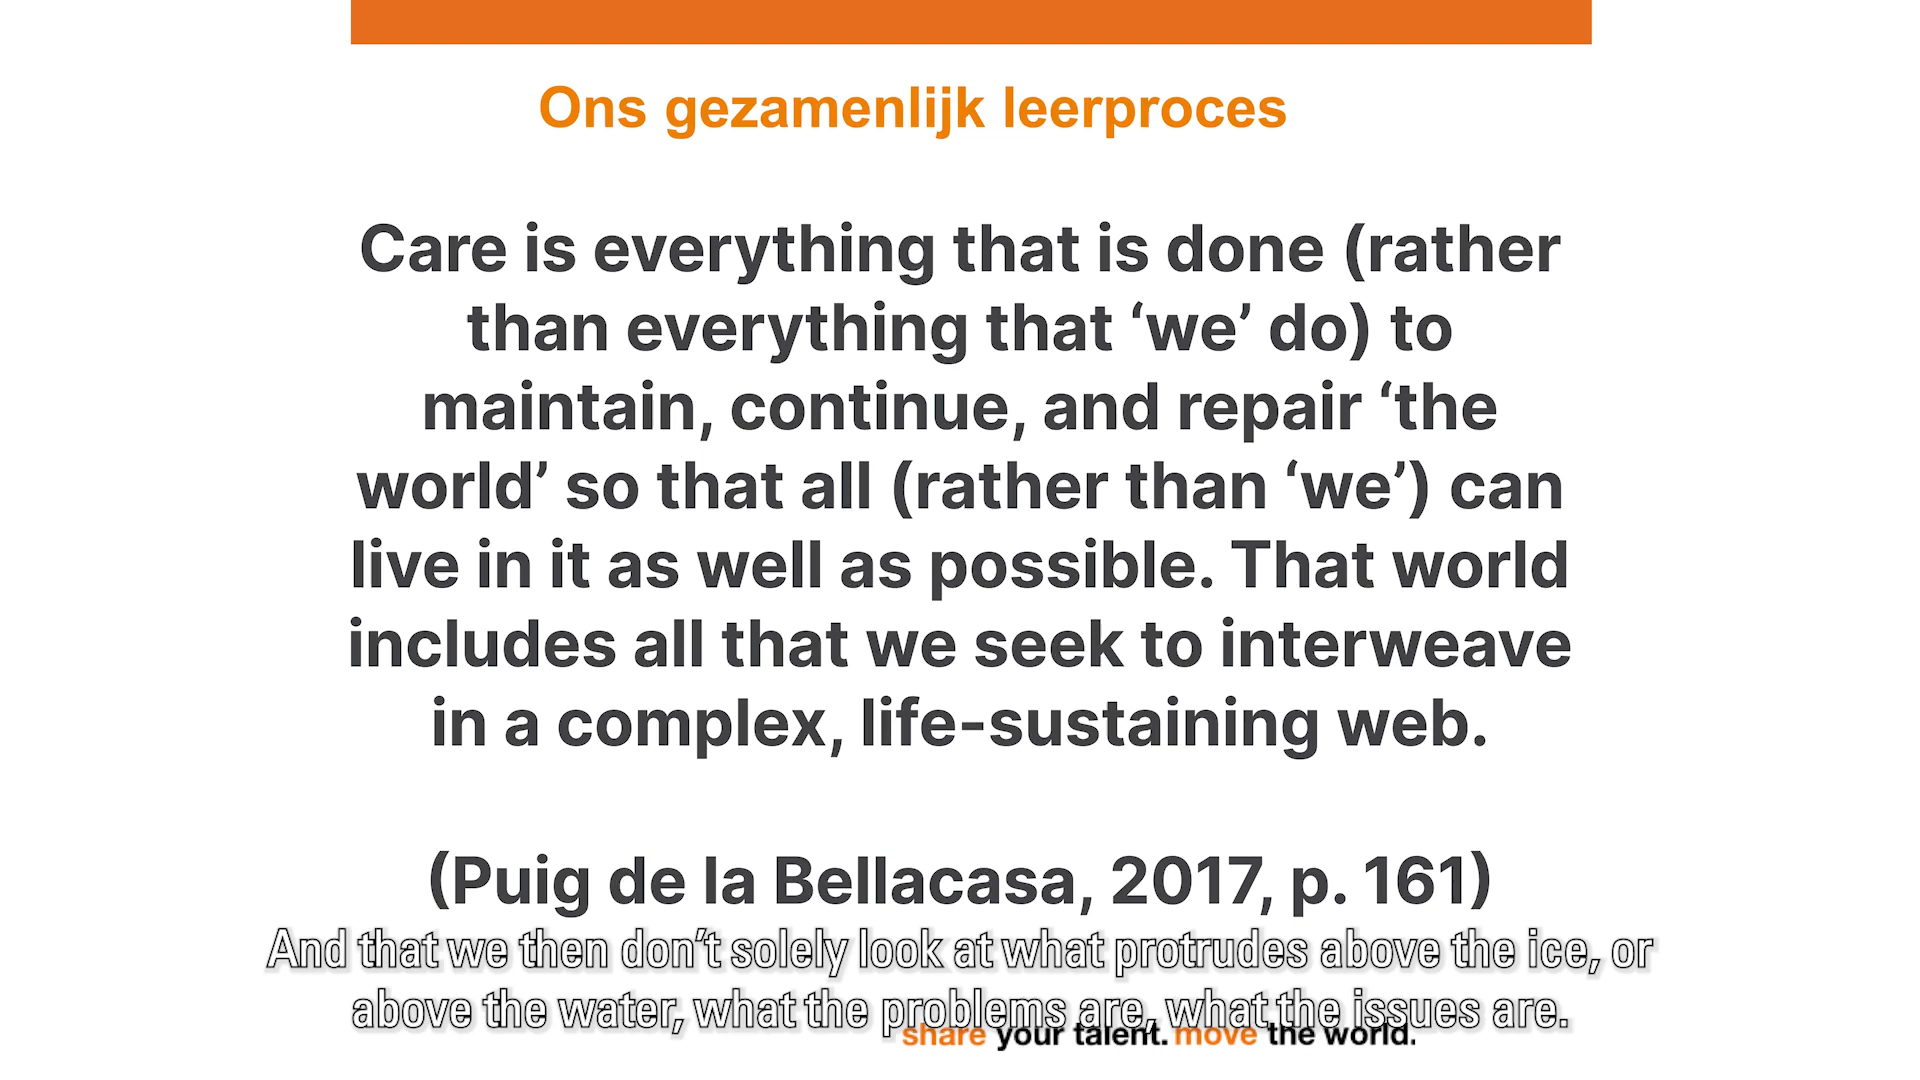 Ons gezamenlijk leerproces
Care is everything that is done (rather
than everything that ‘we’ do) to
maintain, continue, and repair ‘the
world’ so that all (rather than ‘we’) can
live in it as well as possible. That world
includes all that we seek to interweave
in a complex, life-sustaining web.
(Puig de la Bellacasa, 2017, p. 161)
And that we then don’t solely look at what protrudes above the ice, or
above the water, what the problems are, what the issues are.
share your talent. move the world.